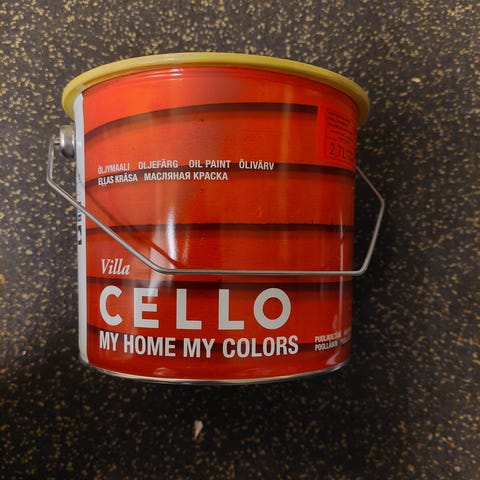 ÖLJYMAALI OLJEFÄRG OIL PAINT ÕLIVÄRV
EĻĻAS KRĀSA МАСЛЯНАЯ КРАСКА
2,7 L
Villa
CELLO
MY HOME MY COLORS